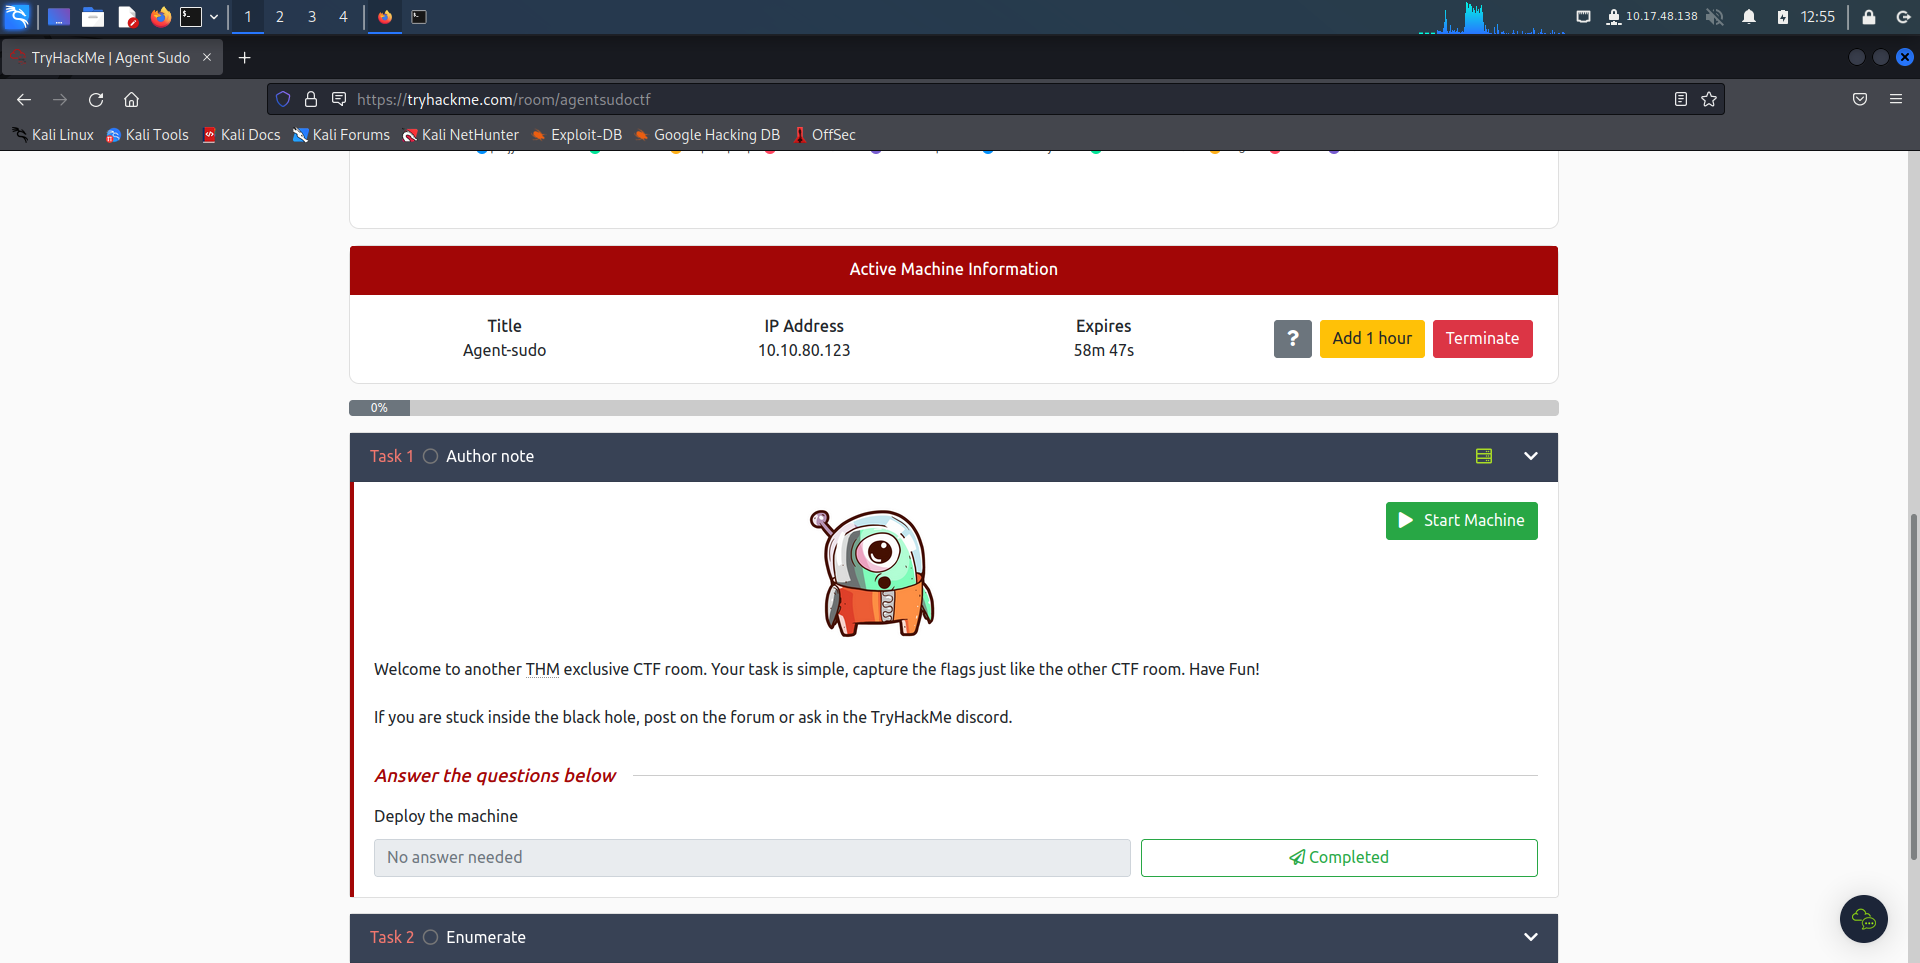 1 2 3 4 10.17.48.138 12:55
TryHackMe | Agent Sudo
https://tryhackme.com/room/agentsudoctf
Kali Linux Kali Tools Kali Docs Kali Forums Kali NetHunter Exploit-DB Google Hacking DB OffSec
Active Machine Information
Title IP Address Expires
Agent-sudo 10.10.80.123 58m 47s
? Add 1 hour Terminate
0%
Task 1 Author note
Start Machine
Welcome to another THM exclusive CTF room. Your task is simple, capture the flags just like the other CTF room. Have Fun!
If you are stuck inside the black hole, post on the forum or ask in the TryHackMe discord.
Answer the questions below
Deploy the machine
No answer needed Completed
Task 2 Enumerate